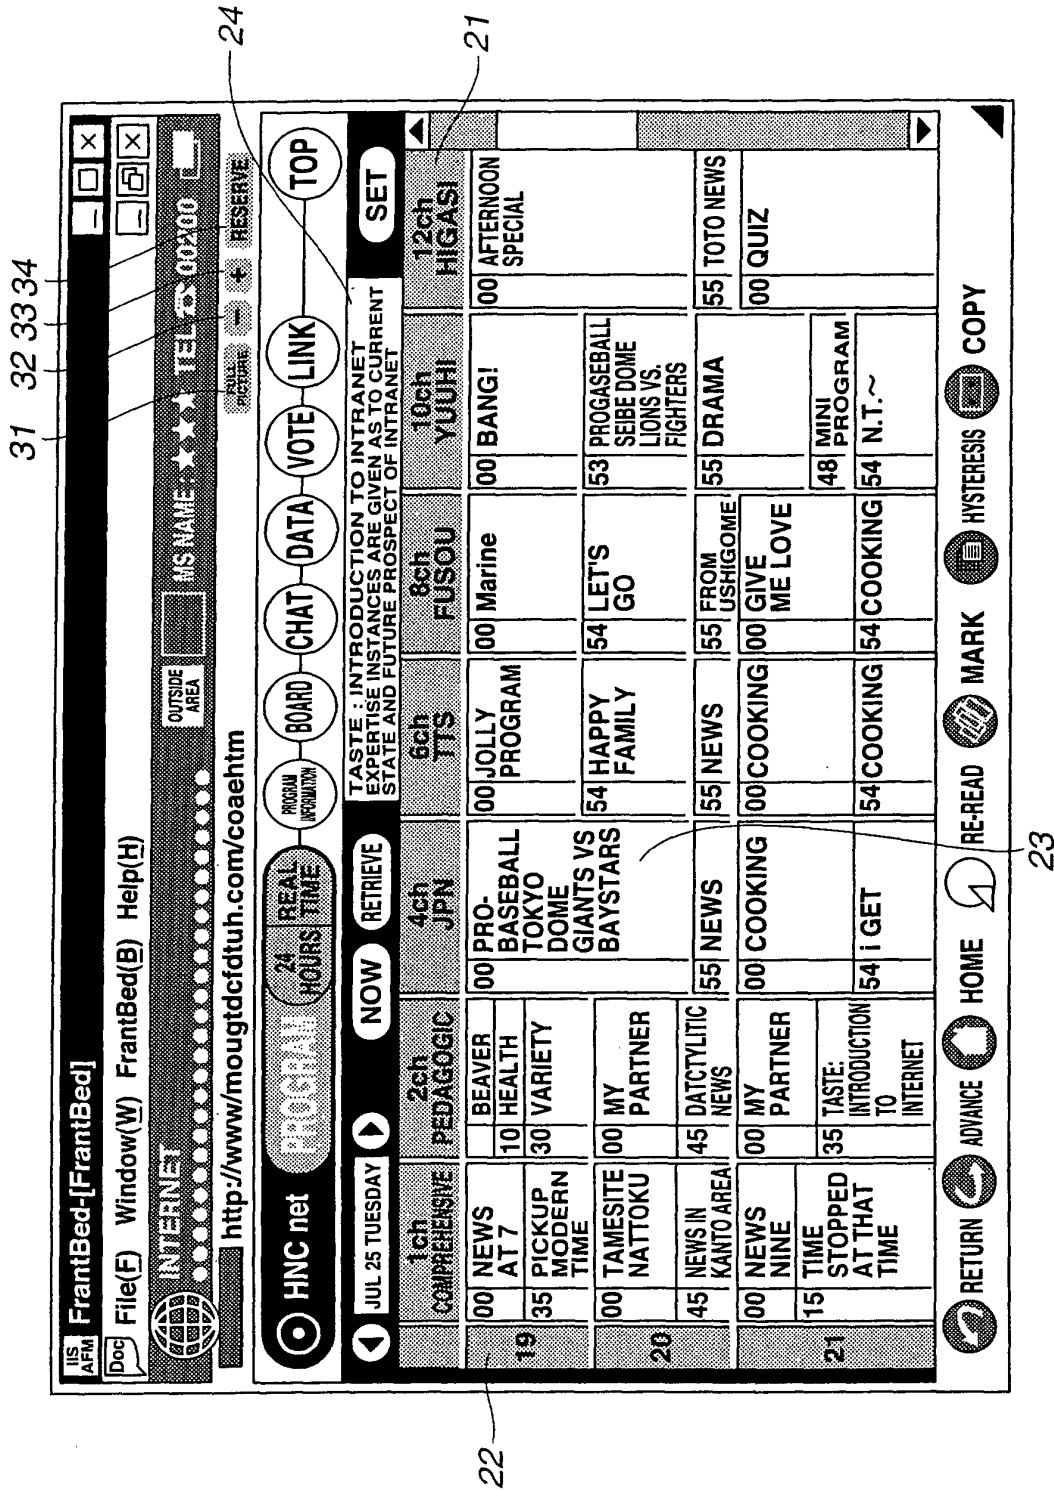 31
32
33
34
24
21
IIS
AFM
FrantBed-[FrantBed]
Doc
File(F) Window(W) FrantBed(B) Help(H)
INTERNET
OUTSIDE
AREA
MS NAME: ★ ★ ★ TEL 00200
http://www/mougtdcfdtuh.com/coaehtm
FULL
PICTURE
−
+
RESERVE
HNC net
PROGRAM
24
HOURS
REAL
TIME
PROGRAM
INFORMATION
BOARD
CHAT
DATA
VOTE
LINK
TOP
JUL 25 TUESDAY
NOW
RETRIEVE
TASTE : INTRODUCTION TO INTRANET
EXPERTISE INSTANCES ARE GIVEN AS TO CURRENT
STATE AND FUTURE PROSPECT OF INTRANET
SET
1ch
COMPREHENSIVE
2ch
PEDAGOGIC
4ch
JPN
6ch
TTS
8ch
FUSOU
10ch
YUUHI
12ch
HIGASI
19
00 NEWS
AT 7
35 PICKUP
MODERN
TIME
BEAVER
10 HEALTH
30 VARIETY
00 PRO-
BASEBALL
TOKYO
DOME
GIANTS VS
BAYSTARS
00 JOLLY
PROGRAM
00 Marine
00 BANG!
00 AFTERNOON
SPECIAL
20
00 TAMESITE
NATTOKU
45 NEWS IN
KANTO AREA
00 MY
PARTNER
45 DATCTYLITIC
NEWS
55 NEWS
54 HAPPY
FAMILY
55 NEWS
54 LET'S
GO
55 FROM
USHIGOME
53 PROGASEBALL
SEIBE DOME
LIONS VS.
FIGHTERS
55 DRAMA
55 TOTO NEWS
21
00 NEWS
NINE
15 TIME
STOPPED
AT THAT
TIME
00 MY
PARTNER
35 TASTE:
INTRODUCTION
TO
INTERNET
00 COOKING
54 i GET
00 COOKING
54 COOKING
00 GIVE
ME LOVE
54 COOKING
48 MINI
PROGRAM
54 N.T.~
00 QUIZ
RETURN
ADVANCE
HOME
RE-READ
MARK
HYSTERESIS
COPY
22
23